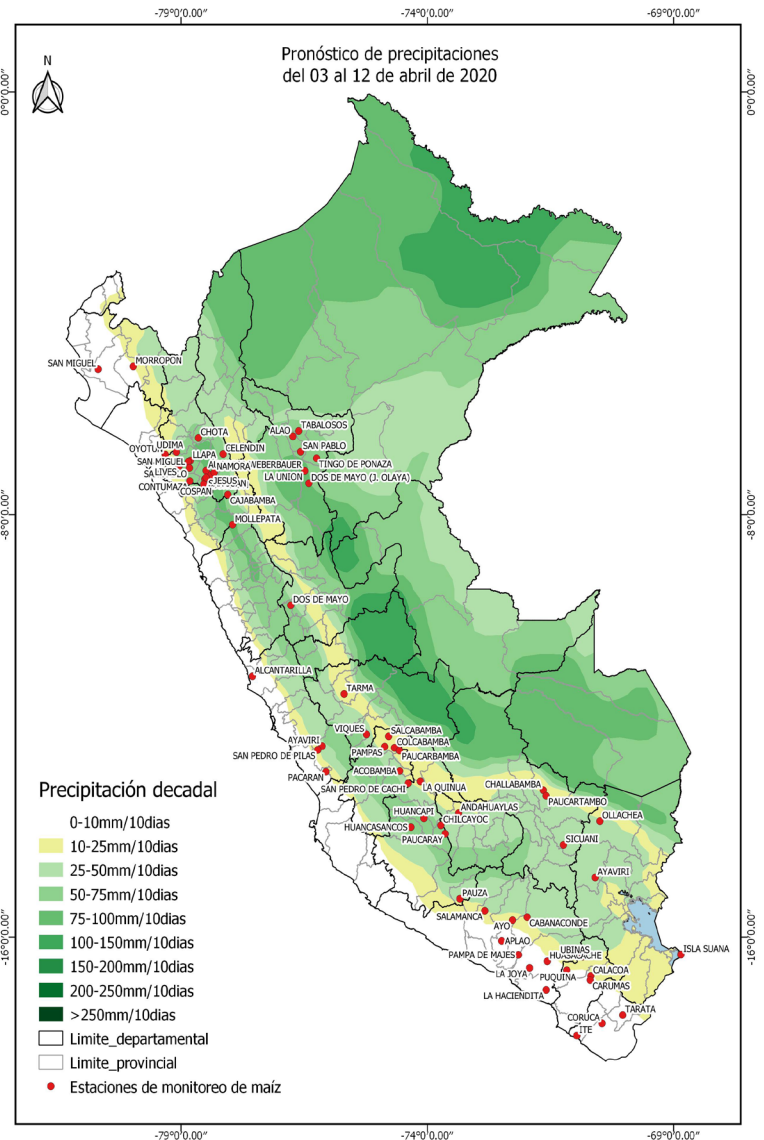 -79°0'0.00"
-74°0'0.00"
-69°0'0.00"
Pronóstico de precipitaciones
del 03 al 12 de abril de 2020
N
0°0'0.00"
0°0'0.00"
-8°0'0.00"
-8°0'0.00"
-16°0'0.00"
-16°0'0.00"
SAN MIGUEL
MORROPON
CHOTA
ALAO
TABALOSOS
UDIMA
LLAPA
CELENDIN
SAN PABLO
SAN MIGUEL
NAMORA
WEBERBAUER
TINGO DE PONAZA
LIVES
JESUS
LA UNION
DOS DE MAYO (J. OLAYA)
COSPAN
CAJABAMBA
MOLLEPATA
DOS DE MAYO
ALCANTARILLA
TARMA
VIQUES
SALCABAMBA
AYAVIRI
COLCABAMBA
SAN PEDRO DE PILAS
PAMPAS
PAUCARBAMBA
PACARAN
ACOBAMBA
SAN PEDRO DE CACHI
LA QUINUA
CHALLABAMBA
PAUCARTAMBO
ANDAHUAYLAS
HUANCAPI
CHILCAYOC
OLLACHEA
HUANCASANCOS
PAUCARAY
SICUANI
AYAVIRI
PAUZA
SALAMANCA
AYO
CABANACONDE
APLAO
UBINAS
ISLA SUANA
PAMPA DE MAJES
LA JOYA
PUQUINA
CALACOA
CARUMAS
LA HACIENDITA
CORUCA
TARATA
ITE
Precipitación decadal
0-10mm/10dias
10-25mm/10dias
25-50mm/10dias
50-75mm/10dias
75-100mm/10dias
100-150mm/10dias
150-200mm/10dias
200-250mm/10dias
>250mm/10dias
Limite_departamental
Limite_provincial
Estaciones de monitoreo de maíz
-79°0'0.00"
-74°0'0.00"
-69°0'0.00"